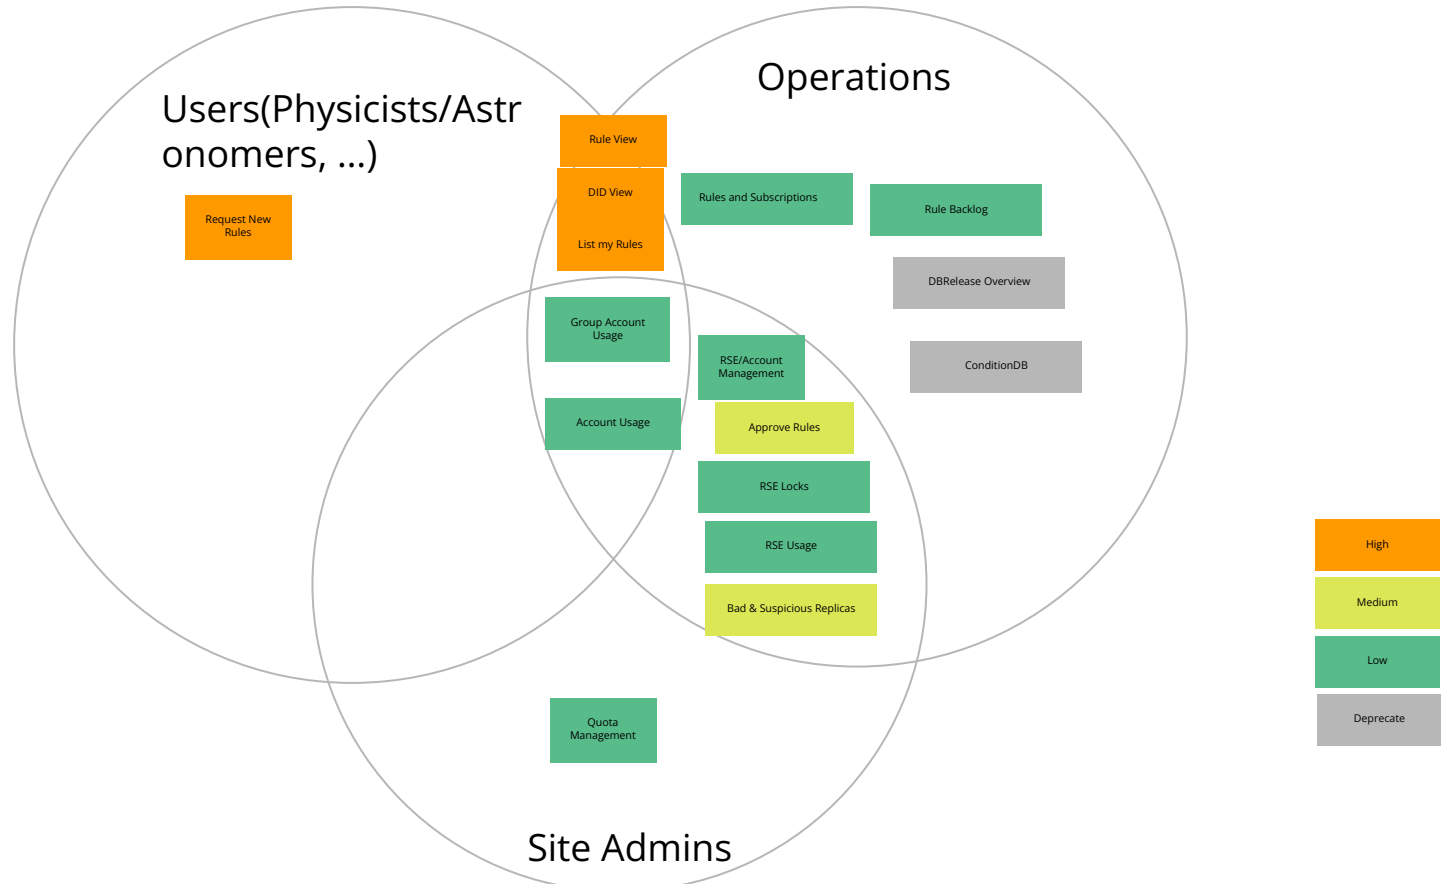 Operations
Users(Physicists/Astr
onomers, ...)
Rule View
DID View
List my Rules
Rules and Subscriptions
Rule Backlog
Request New
Rules
DBRelease Overview
Group Account
Usage
RSE/Account
Management
ConditionDB
Account Usage
Approve Rules
RSE Locks
RSE Usage
Bad & Suspicious Replicas
Quota
Management
Site Admins
High
Medium
Low
Deprecate